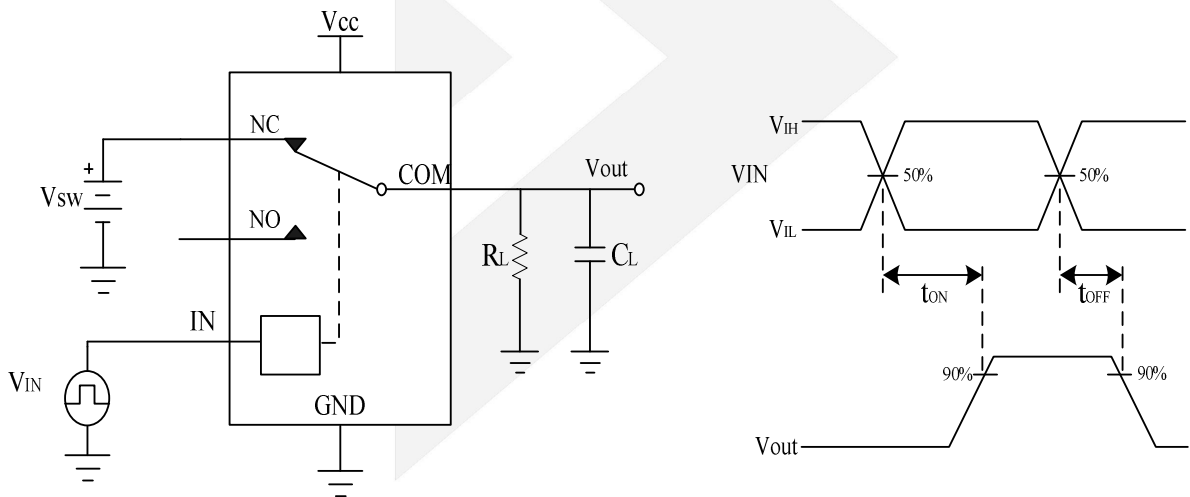 Vcc
NC
COM
Vout
Vsw
+
NO
RL
CL
IN
VIN
GND
VIH
VIN
50%
50%
VIL
tON
tOFF
90%
90%
Vout